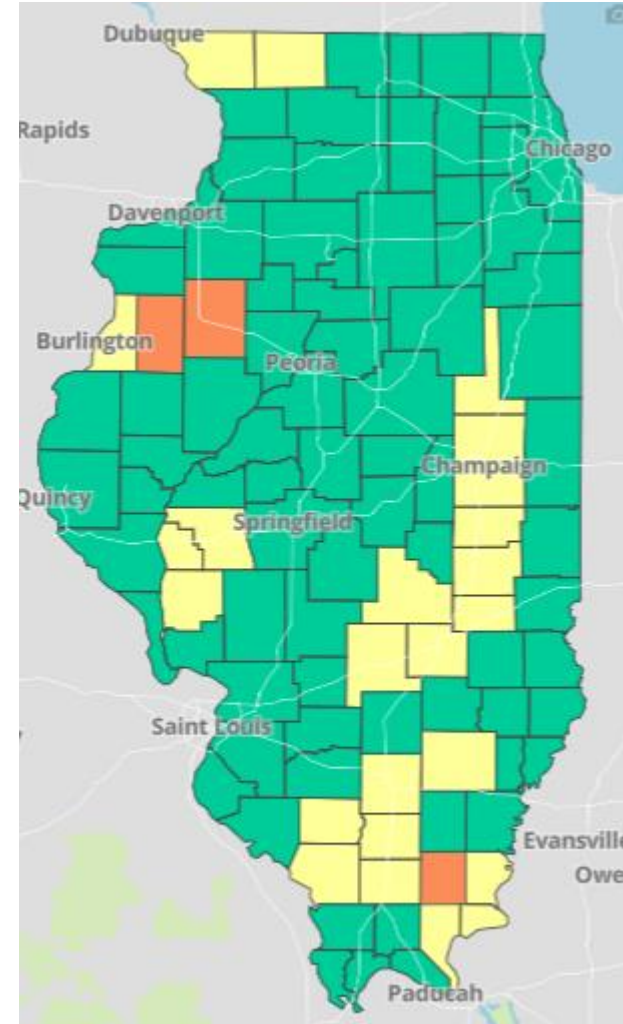 Dubuque
Rapids
Chicago
Davenport
Burlington
Peoria
Champaign
Quincy
Springfield
Saint Louis
Evansville
Owe
Paducah